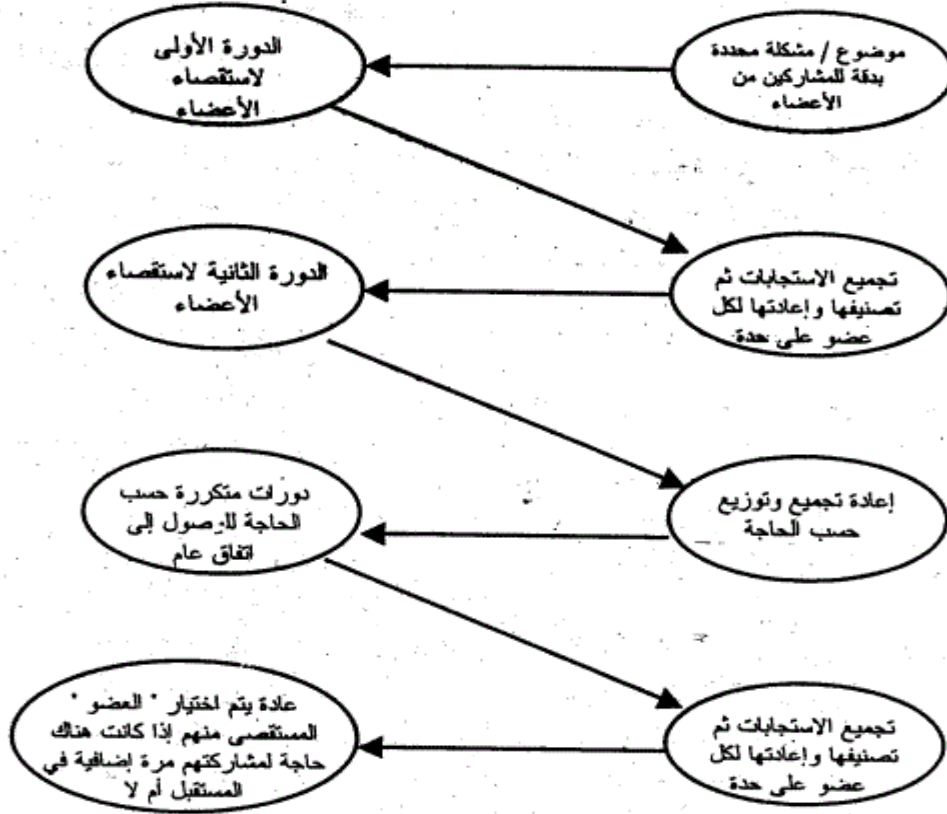 موضوع / مشكلة محددة
بدقة للمشاركين من
الأعضاء
الدورة الأولى
لاستقصاء
الأعضاء
تجميع الاستجابات ثم
تصنيفها وإعادتها لكل
عضو على حدة
الدورة الثانية لاستقصاء
الأعضاء
إعادة تجميع وتوزيع
حسب الحاجة
دورات متكررة حسب
الحاجة للوصول إلى
اتفاق عام
تجميع الاستجابات ثم
تصنيفها وإعادتها لكل
عضو على حدة
عادة يتم اختيار " العضو "
المستقصى منهم إذا كانت هناك
حاجة لمشاركتهم مرة إضافية في
المستقبل أم لا